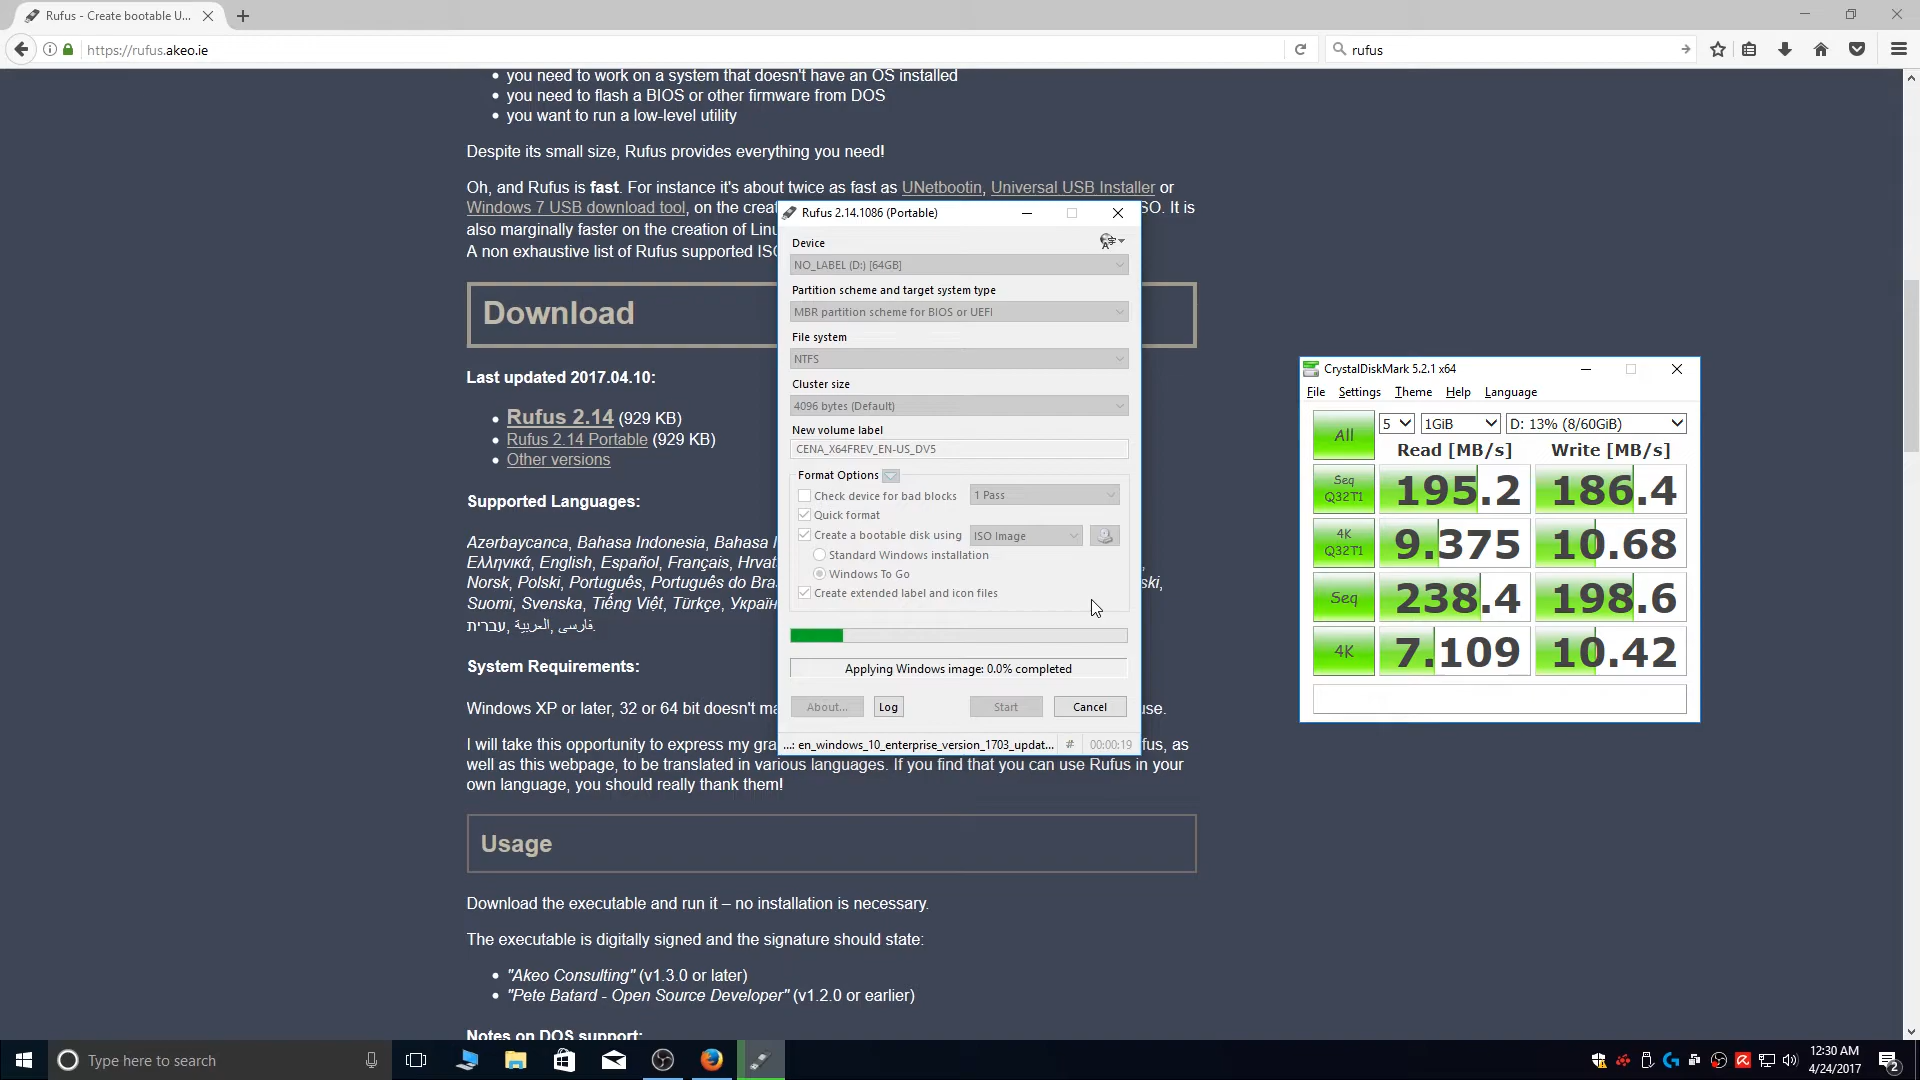 Rufus - Create bootable U...
https://rufus.akeo.ie
rufus
you need to work on a system that doesn't have an OS installed
you need to flash a BIOS or other firmware from DOS
you want to run a low-level utility
Despite its small size, Rufus provides everything you need!
Oh, and Rufus is fast. For instance it's about twice as fast as UNetbootin, Universal USB Installer or
Windows 7 USB download tool, on the crea SO. It is
also marginally faster on the creation of Linu
A non exhaustive list of Rufus supported ISO
Download
Last updated 2017.04.10:
Rufus 2.14 (929 KB)
Rufus 2.14 Portable (929 KB)
Other versions
Supported Languages:
Azərbaycanca, Bahasa Indonesia, Bahasa
Ελληνικά, English, Español, Français, Hrvats
Norsk, Polski, Português, Português do Bras ski,
Suomi, Svenska, Tiếng Việt, Türkçe, Україн
עברית, العربية, فارسی.
System Requirements:
Windows XP or later, 32 or 64 bit doesn't ma use.
I will take this opportunity to express my gra fus, as
well as this webpage, to be translated in various languages. If you find that you can use Rufus in your
own language, you should really thank them!
Usage
Download the executable and run it – no installation is necessary.
The executable is digitally signed and the signature should state:
"Akeo Consulting" (v1.3.0 or later)
"Pete Batard - Open Source Developer" (v1.2.0 or earlier)
Notes on DOS support:
Rufus 2.14.1086 (Portable)
Device
NO_LABEL (D:) [64GB]
Partition scheme and target system type
MBR partition scheme for BIOS or UEFI
File system
NTFS
Cluster size
4096 bytes (Default)
New volume label
CENA_X64FREV_EN-US_DV5
Format Options
Check device for bad blocks 1 Pass
Quick format
Create a bootable disk using ISO Image
Standard Windows installation
Windows To Go
Create extended label and icon files
Applying Windows image: 0.0% completed
About... Log Start Cancel
...: en_windows_10_enterprise_version_1703_updat... # 00:00:19
CrystalDiskMark 5.2.1 x64
File Settings Theme Help Language
All 5 1GiB D: 13% (8/60GiB)
Read [MB/s] Write [MB/s]
Seq Q32T1 195.2 186.4
4K Q32T1 9.375 10.68
Seq 238.4 198.6
4K 7.109 10.42
Type here to search
12:30 AM
4/24/2017
2